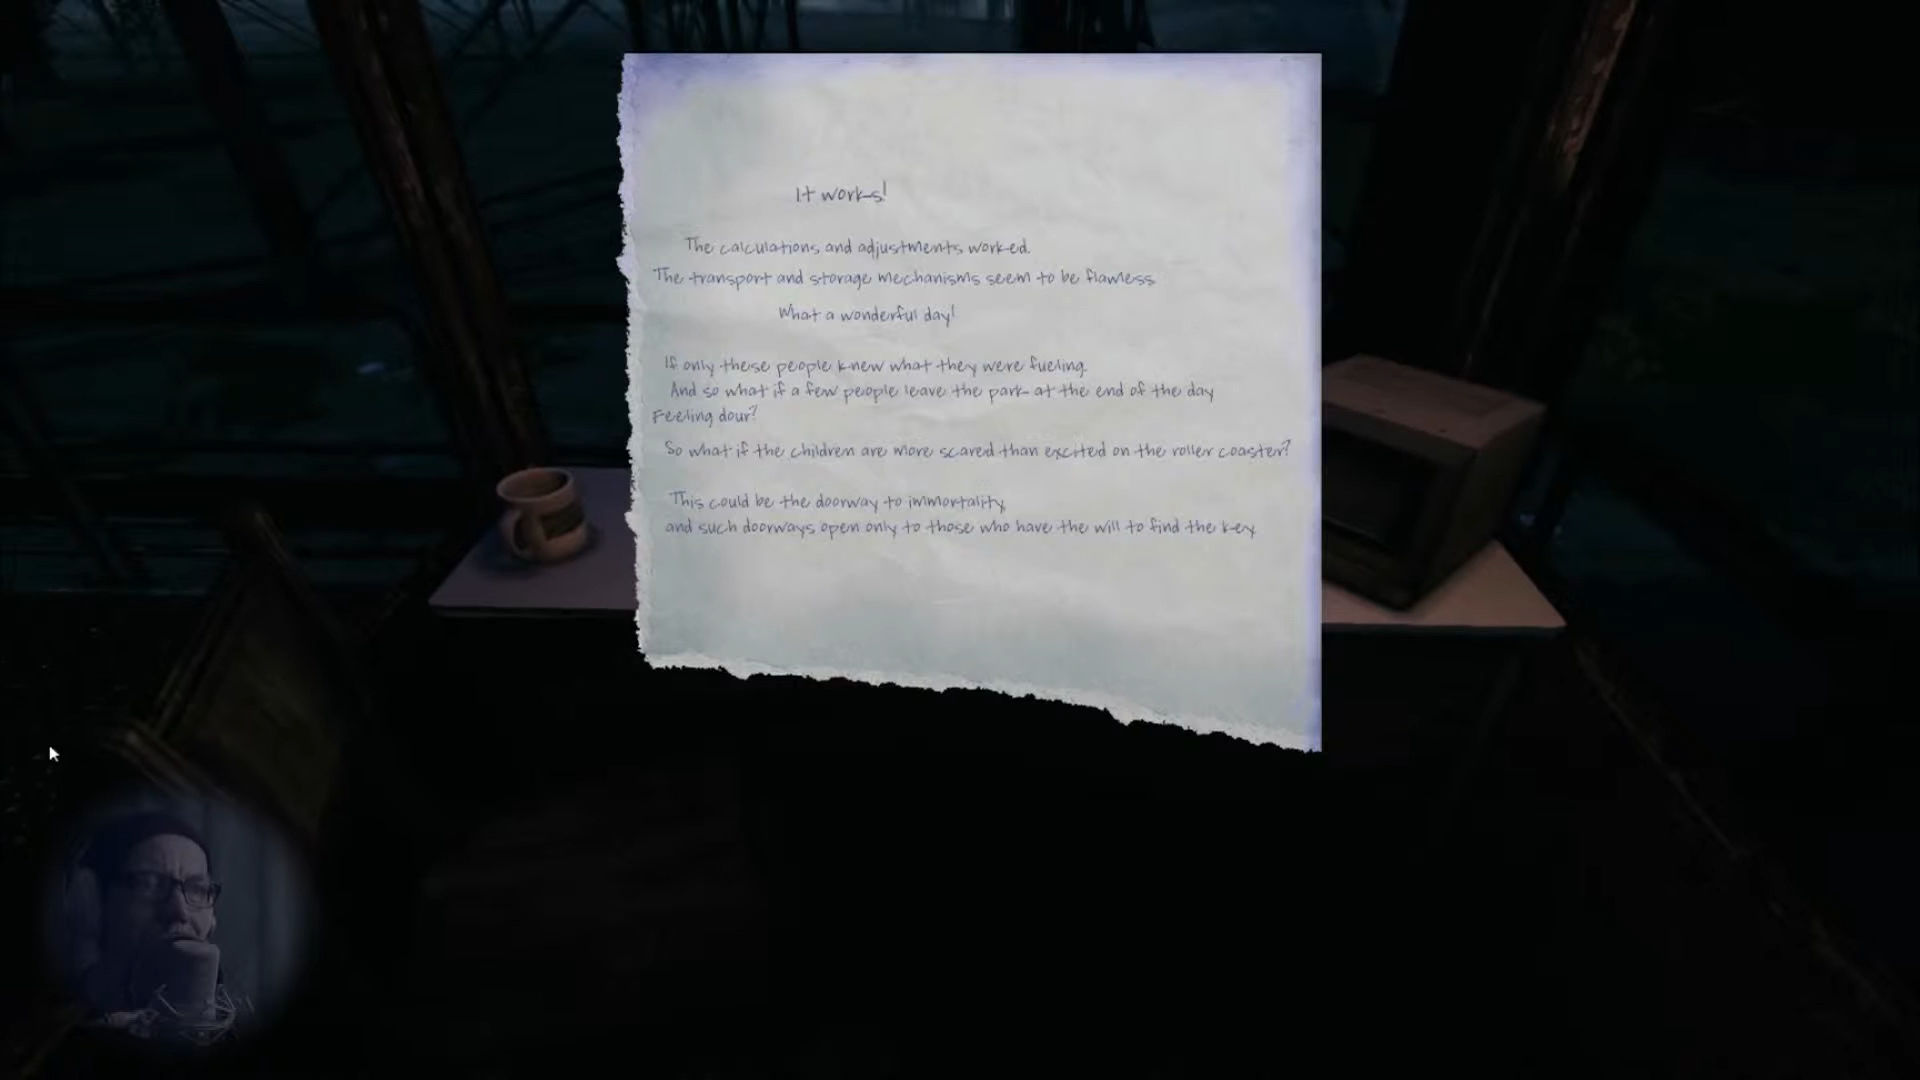 It works!
The calculations and adjustments worked.
The transport and storage mechanisms seem to be flawless.
What a wonderful day!
If only these people knew what they were fueling.
And so what if a few people leave the park at the end of the day
Feeling dour?
So what if the children are more scared than excited on the roller coaster?
This could be the doorway to immortality,
and such doorways open only to those who have the will to find the key